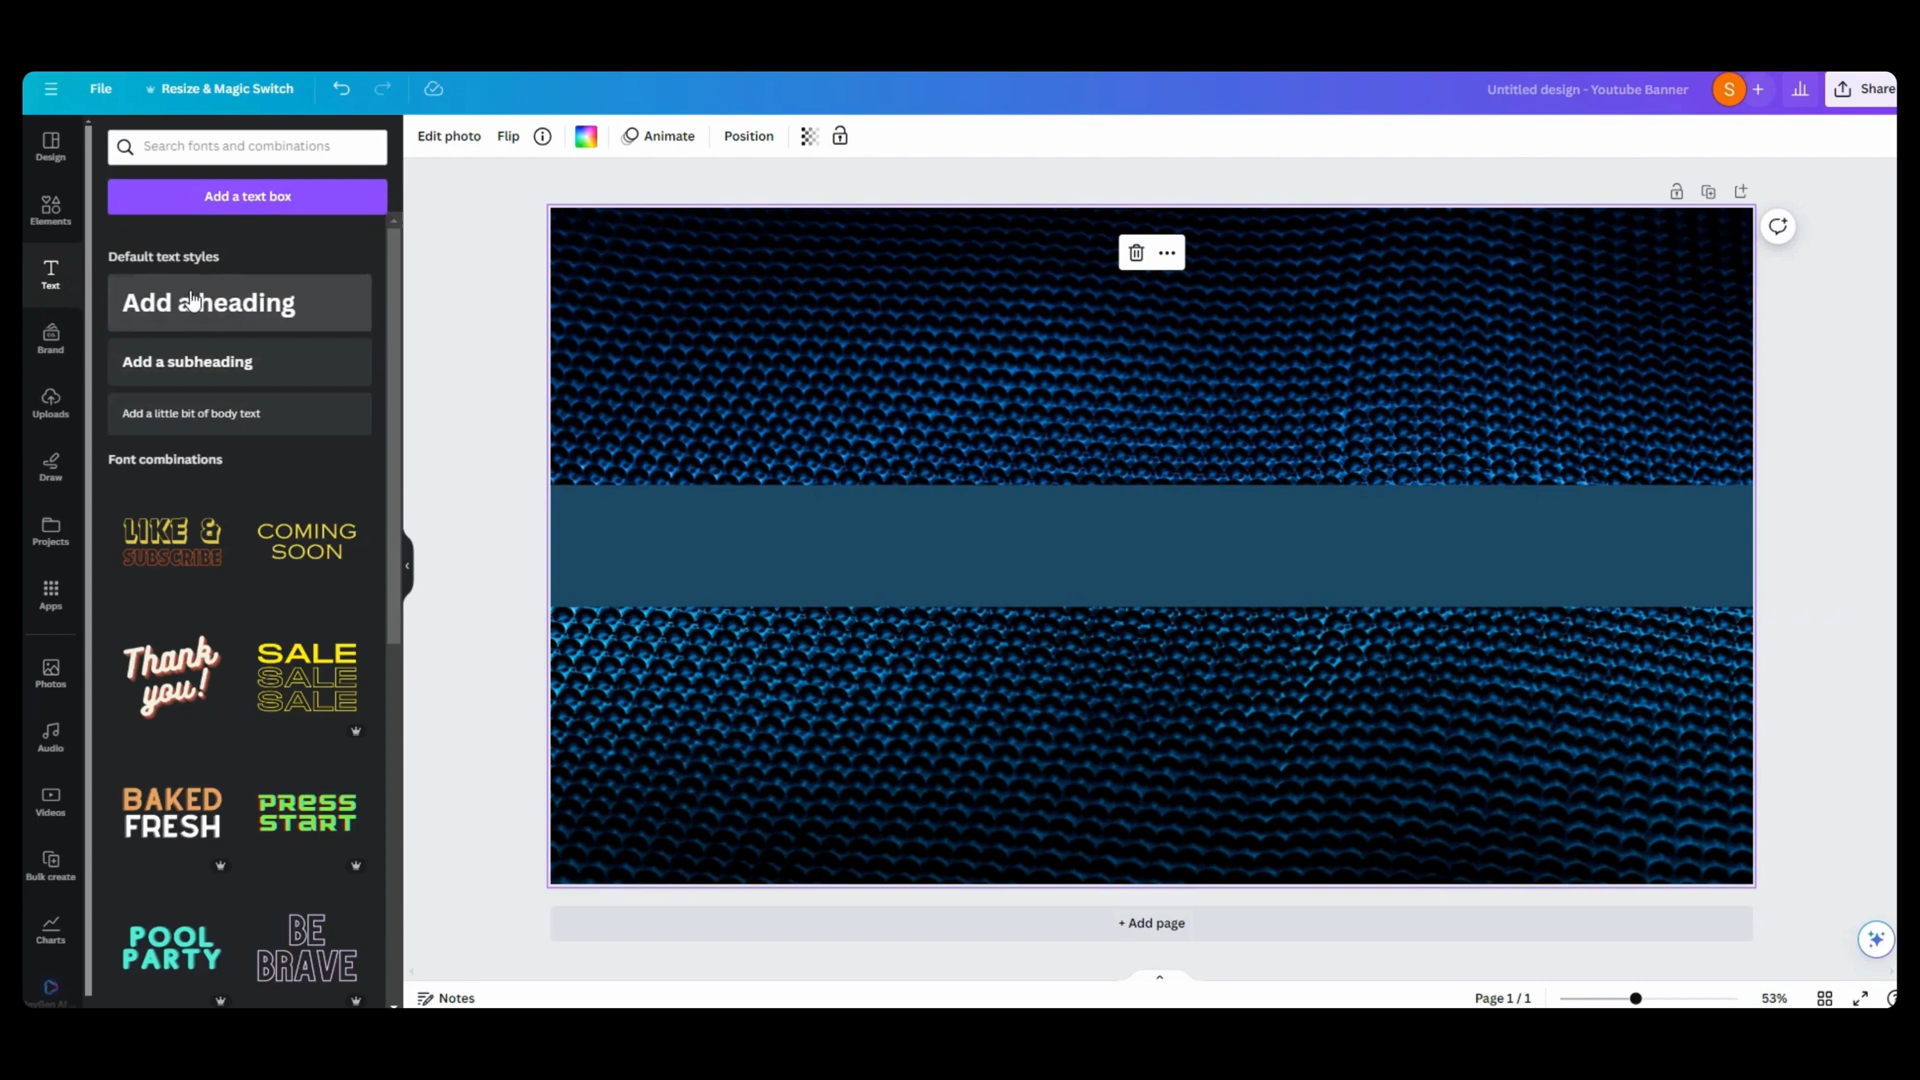 File
Resize & Magic Switch
Untitled design - Youtube Banner
S
+
Share
Design
Elements
Text
Brand
Uploads
Draw
Projects
Apps
Photos
Audio
Videos
Bulk create
Charts
Search fonts and combinations
Add a text box
Default text styles
Add a heading
Add a subheading
Add a little bit of body text
Font combinations
LIKE &
SUBSCRIBE
COMING
SOON
Thank
you!
SALE
SALE
SALE
BAKED
FRESH
PRESS
START
POOL
PARTY
BE
BRAVE
Edit photo
Flip
Animate
Position
+ Add page
Notes
Page 1 / 1
53%